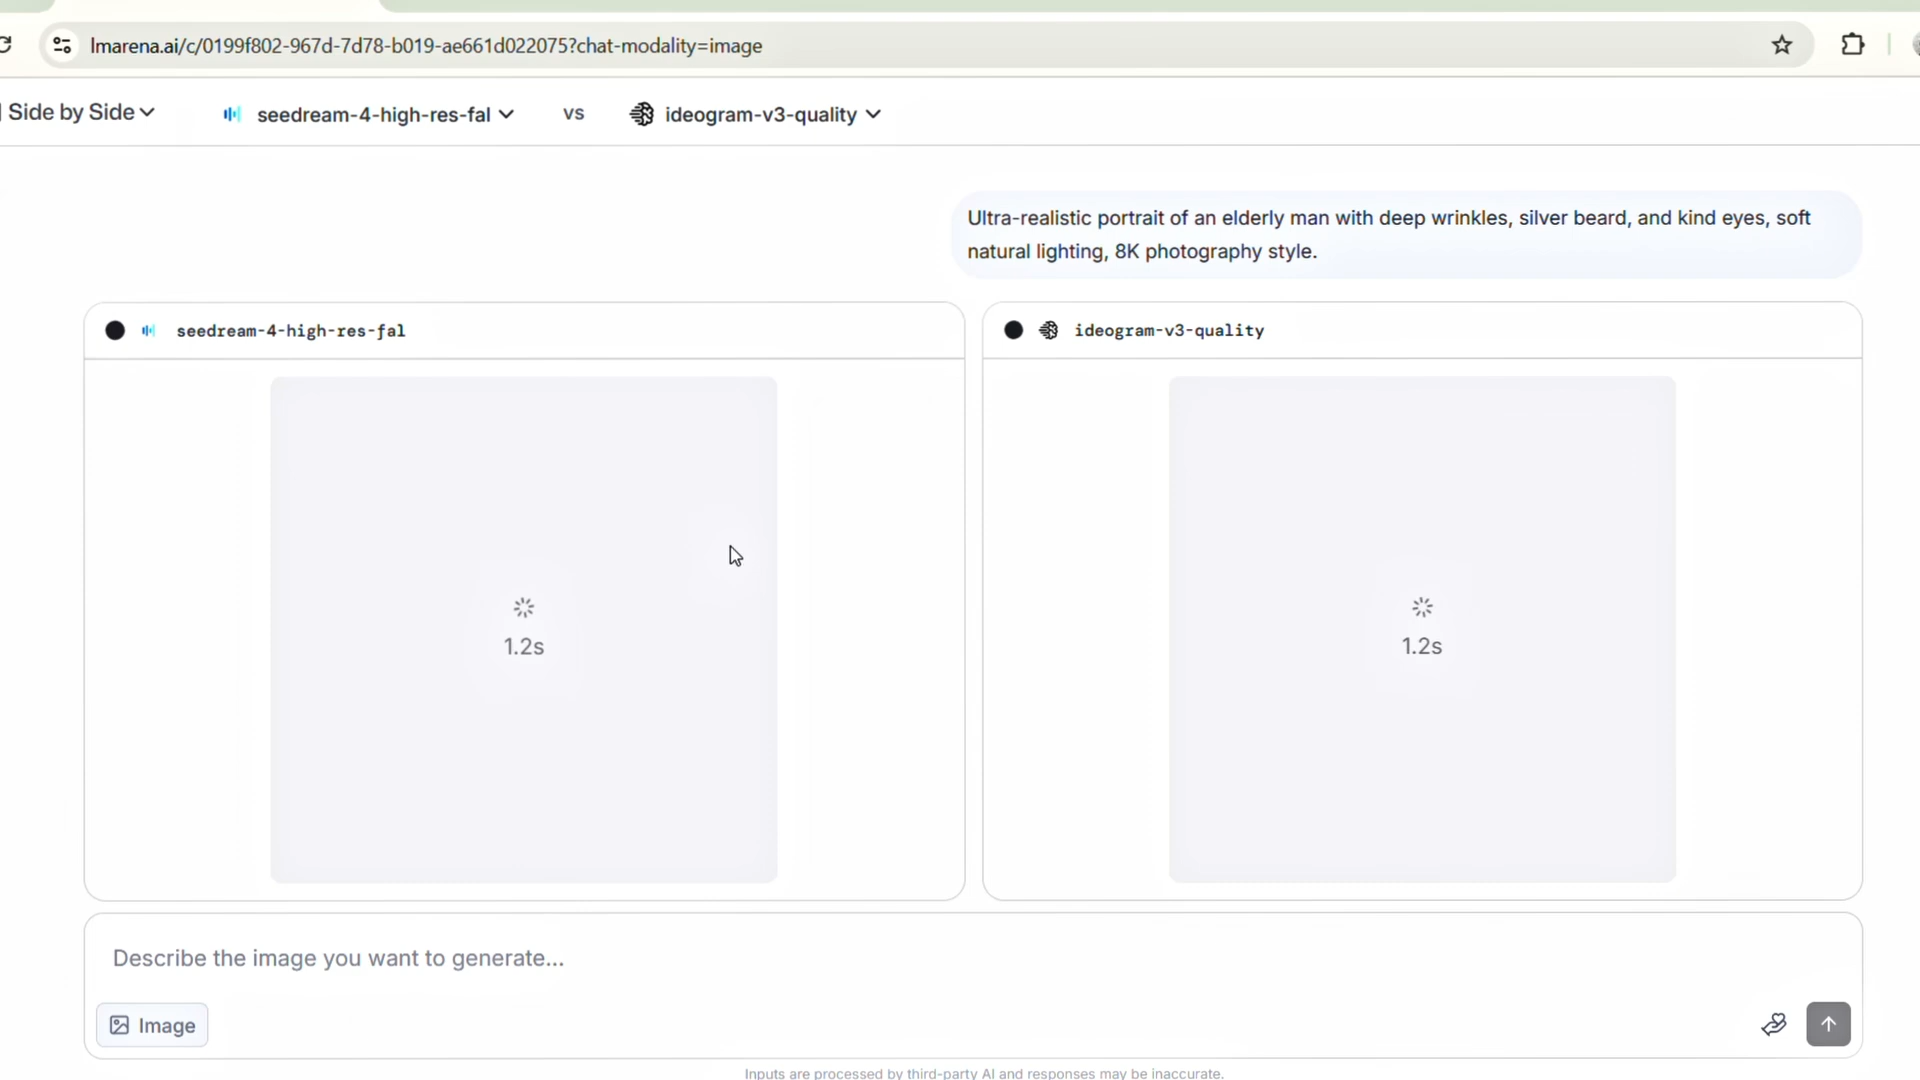 lmarena.ai/c/0199f802-967d-7d78-b019-ae661d022075?chat-modality=image
Side by Side
seedream-4-high-res-fal
vs
ideogram-v3-quality
Ultra-realistic portrait of an elderly man with deep wrinkles, silver beard, and kind eyes, soft
natural lighting, 8K photography style.
seedream-4-high-res-fal
ideogram-v3-quality
1.2s
1.2s
Describe the image you want to generate...
Image
Inputs are processed by third-party AI and responses may be inaccurate.